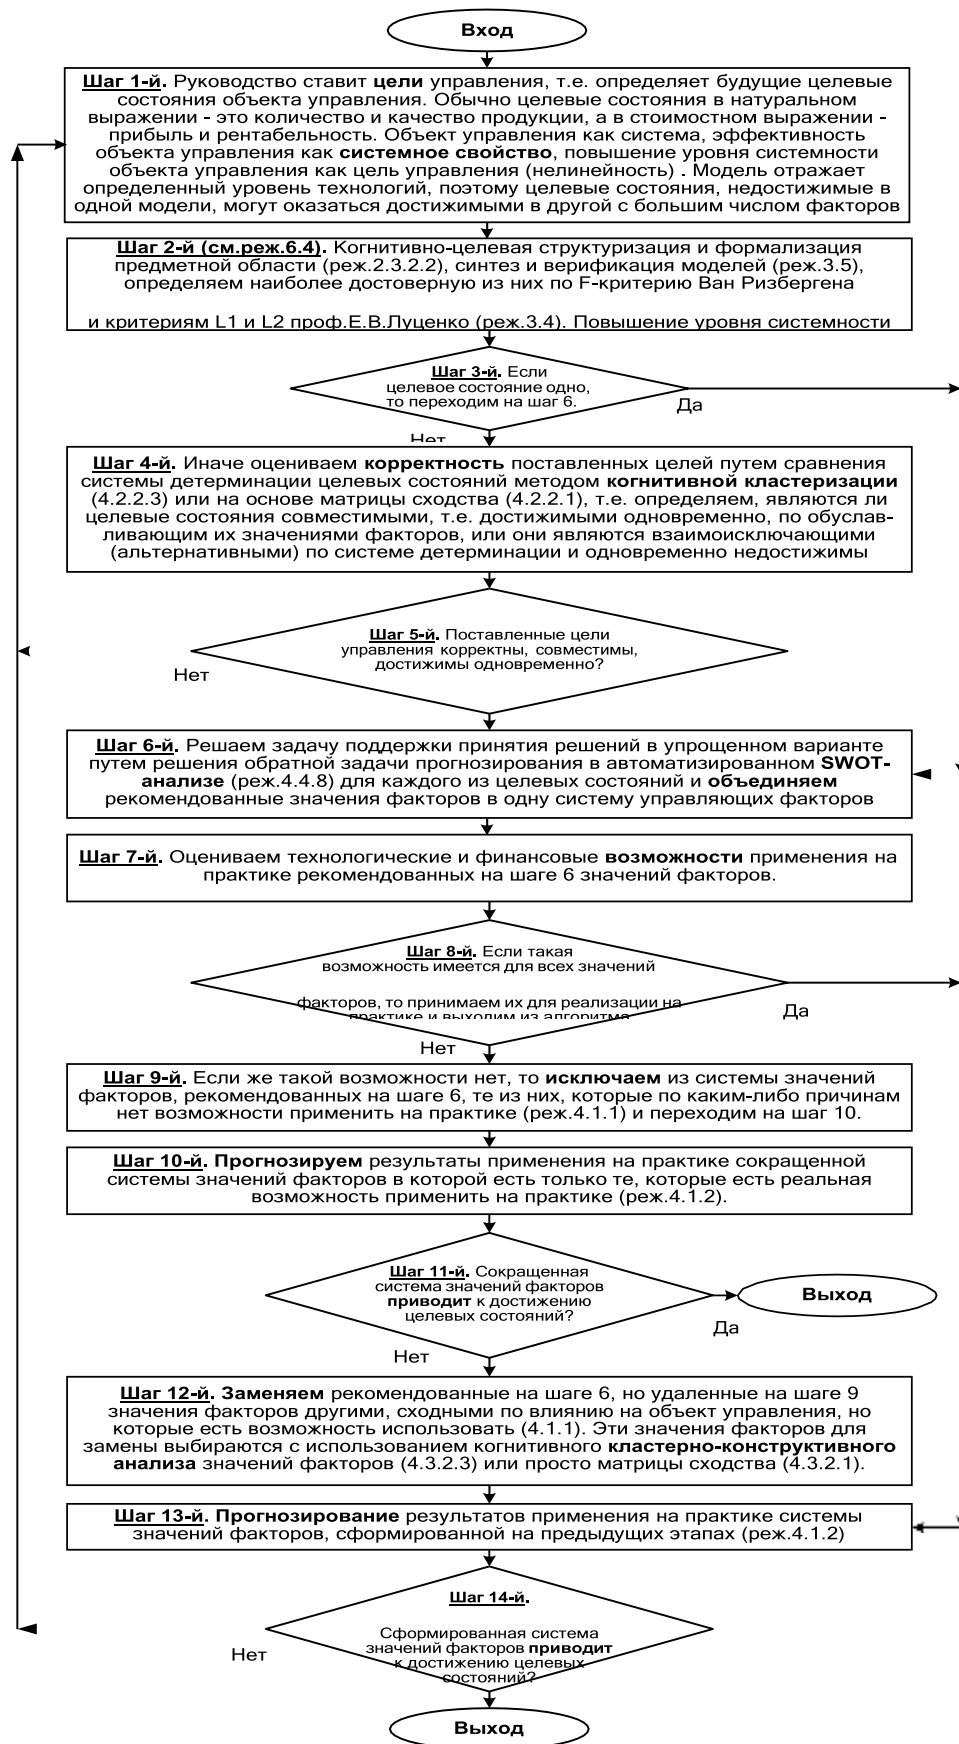 Вход
Шаг 1-й. Руководство ставит цели управления, т.е. определяет будущие целевые
состояния объекта управления. Обычно целевые состояния в натуральном
выражении - это количество и качество продукции, а в стоимостном выражении -
прибыль и рентабельность. Объект управления как система, эффективность
объекта управления как системное свойство, повышение уровня системности
объекта управления как цель управления (нелинейность) . Модель отражает
определенный уровень технологий, поэтому целевые состояния, недостижимые в
одной модели, могут оказаться достижимыми в другой с большим числом факторов
Шаг 2-й (см.реж.6.4). Когнитивно-целевая структуризация и формализация
предметной области (реж.2.3.2.2), синтез и верификация моделей (реж.3.5),
определяем наиболее достоверную из них по F-критерию Ван Ризбергена
и критериям L1 и L2 проф.Е.В.Луценко (реж.3.4). Повышение уровня системности
Шаг 3-й. Если
целевое состояние одно,
то переходим на шаг 6.
Да
Нет
Шаг 4-й. Иначе оцениваем корректность поставленных целей путем сравнения
системы детерминации целевых состояний методом когнитивной кластеризации
(4.2.2.3) или на основе матрицы сходства (4.2.2.1), т.е. определяем, являются ли
целевые состояния совместимыми, т.е. достижимыми одновременно, по обуслав-
ливающим их значениями факторов, или они являются взаимоисключающими
(альтернативными) по системе детерминации и одновременно недостижимы
Шаг 5-й. Поставленные цели
управления корректны, совместимы,
достижимы одновременно?
Нет
Шаг 6-й. Решаем задачу поддержки принятия решений в упрощенном варианте
путем решения обратной задачи прогнозирования в автоматизированном SWOT-
анализе (реж.4.4.8) для каждого из целевых состояний и объединяем
рекомендованные значения факторов в одну систему управляющих факторов
Шаг 7-й. Оцениваем технологические и финансовые возможности применения на
практике рекомендованных на шаге 6 значений факторов.
Шаг 8-й. Если такая
возможность имеется для всех значений
факторов, то принимаем их для реализации на
практике и выходим из алгоритма
Да
Нет
Шаг 9-й. Если же такой возможности нет, то исключаем из системы значений
факторов, рекомендованных на шаге 6, те из них, которые по каким-либо причинам
нет возможности применить на практике (реж.4.1.1) и переходим на шаг 10.
Шаг 10-й. Прогнозируем результаты применения на практике сокращенной
системы значений факторов в которой есть только те, которые есть реальная
возможность применить на практике (реж.4.1.2).
Шаг 11-й. Сокращенная
система значений факторов
приводит к достижению
целевых состояний?
Выход
Да
Нет
Шаг 12-й. Заменяем рекомендованные на шаге 6, но удаленные на шаге 9
значения факторов другими, сходными по влиянию на объект управления, но
которые есть возможность использовать (4.1.1). Эти значения факторов для
замены выбираются с использованием когнитивного кластерно-конструктивного
анализа значений факторов (4.3.2.3) или просто матрицы сходства (4.3.2.1).
Шаг 13-й. Прогнозирование результатов применения на практике системы
значений факторов, сформированной на предыдущих этапах (реж.4.1.2)
Шаг 14-й.
Сформированная система
значений факторов приводит
к достижению целевых
состояний?
Нет
Выход